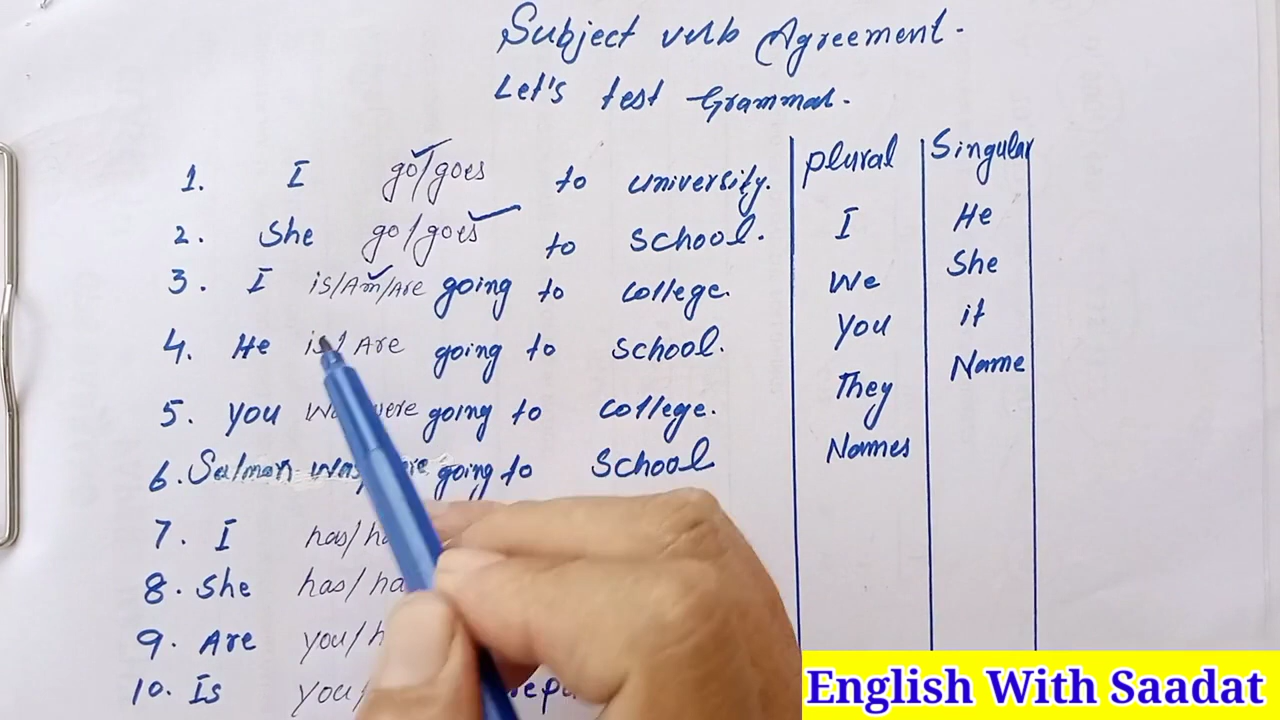 Subject verb Agreement.
Let's test Grammar.
1. I go/goes to university.
2. She go/goes to school.
3. I is/Am/Are going to college.
4. He is/Are going to school.
5. You were going to college.
6. Salman was going to school
7. I has/
8. She has/
9. Are you/
10. Is you/
Plural
I
We
You
They
Names
Singular
He
She
it
Name
English With Saadat